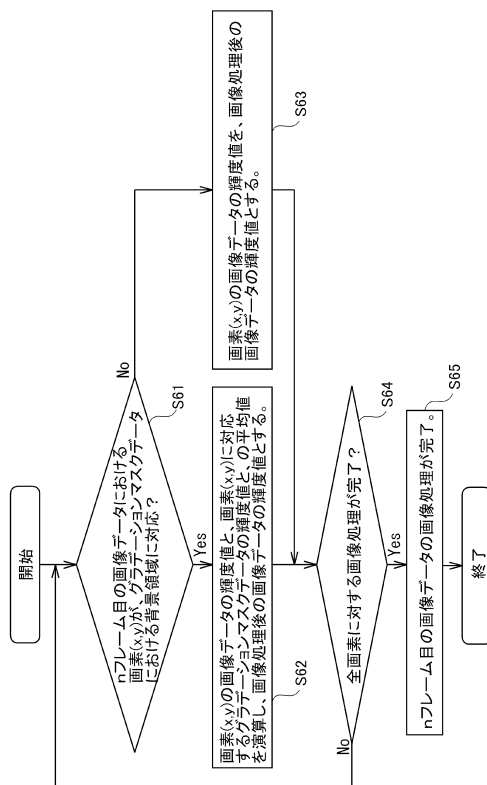 開始
nフレーム目の画像データにおける
画素(x,y)が、グラデーションマスクデータ
における背景領域に対応？
S61
No
Yes
画素(x,y)の画像データの輝度値と、画素(x,y)に対応
するグラデーションマスクデータの輝度値と、の平均値
を演算し、画像処理後の画像データの輝度値とする。
S62
画素(x,y)の画像データの輝度値を、画像処理後の
画像データの輝度値とする。
S63
全画素に対する画像処理が完了？
S64
No
Yes
nフレーム目の画像データの画像処理が完了。
S65
終了